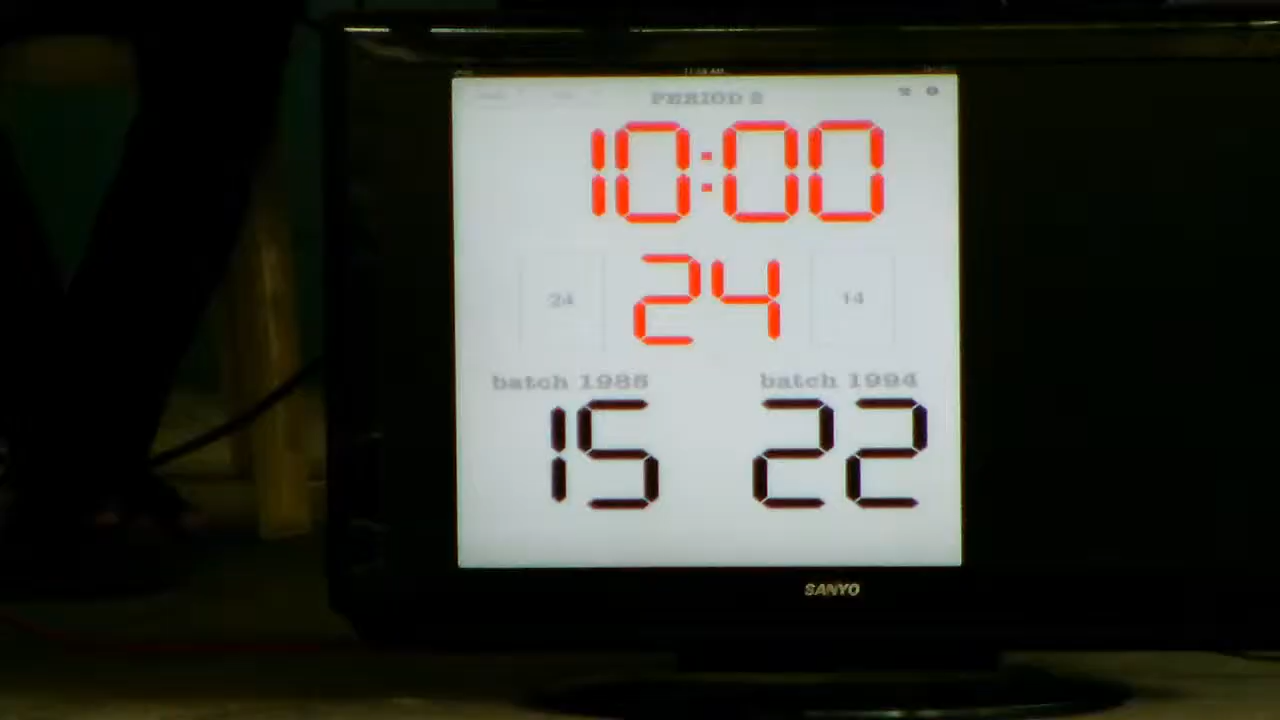 PERIOD 2
10:00
24 24 14
batch 1985 batch 1994
15 22
SANYO